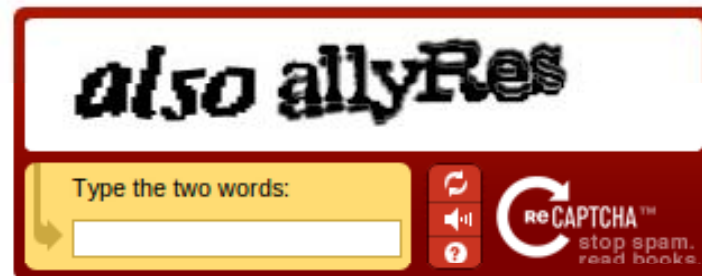 also allyRes
Type the two words:
reCAPTCHA™
stop spam.
read books.